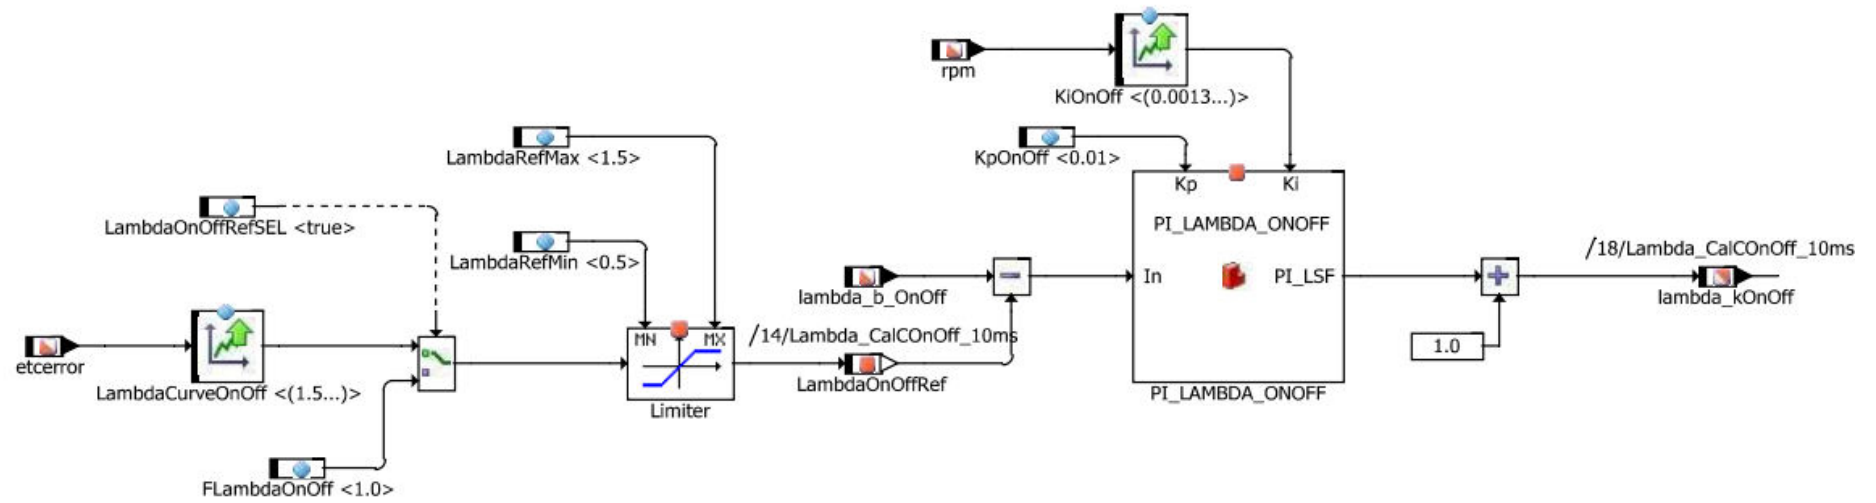 rpm
KiOnOff <(0.0013...)>
LambdaRefMax <1.5>
KpOnOff <0.01>
Kp
Ki
LambdaOnOffRefSEL <true>
PI_LAMBDA_ONOFF
LambdaRefMin <0.5>
/18/Lambda_CalCOnOff_10ms
In
PI_LSF
lambda_b_OnOff
lambda_kOnOff
MN
MX
/14/Lambda_CalCOnOff_10ms
1.0
etcerror
LambdaCurveOnOff <(1.5...)>
LambdaOnOffRef
PI_LAMBDA_ONOFF
Limiter
FLambdaOnOff <1.0>